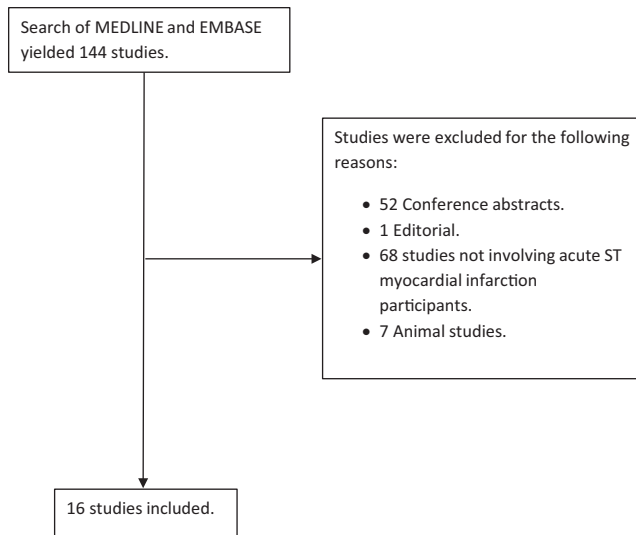 Search of MEDLINE and EMBASE
yielded 144 studies.
Studies were excluded for the following
reasons:
• 52 Conference abstracts.
• 1 Editorial.
• 68 studies not involving acute ST
myocardial infarction
participants.
• 7 Animal studies.
16 studies included.